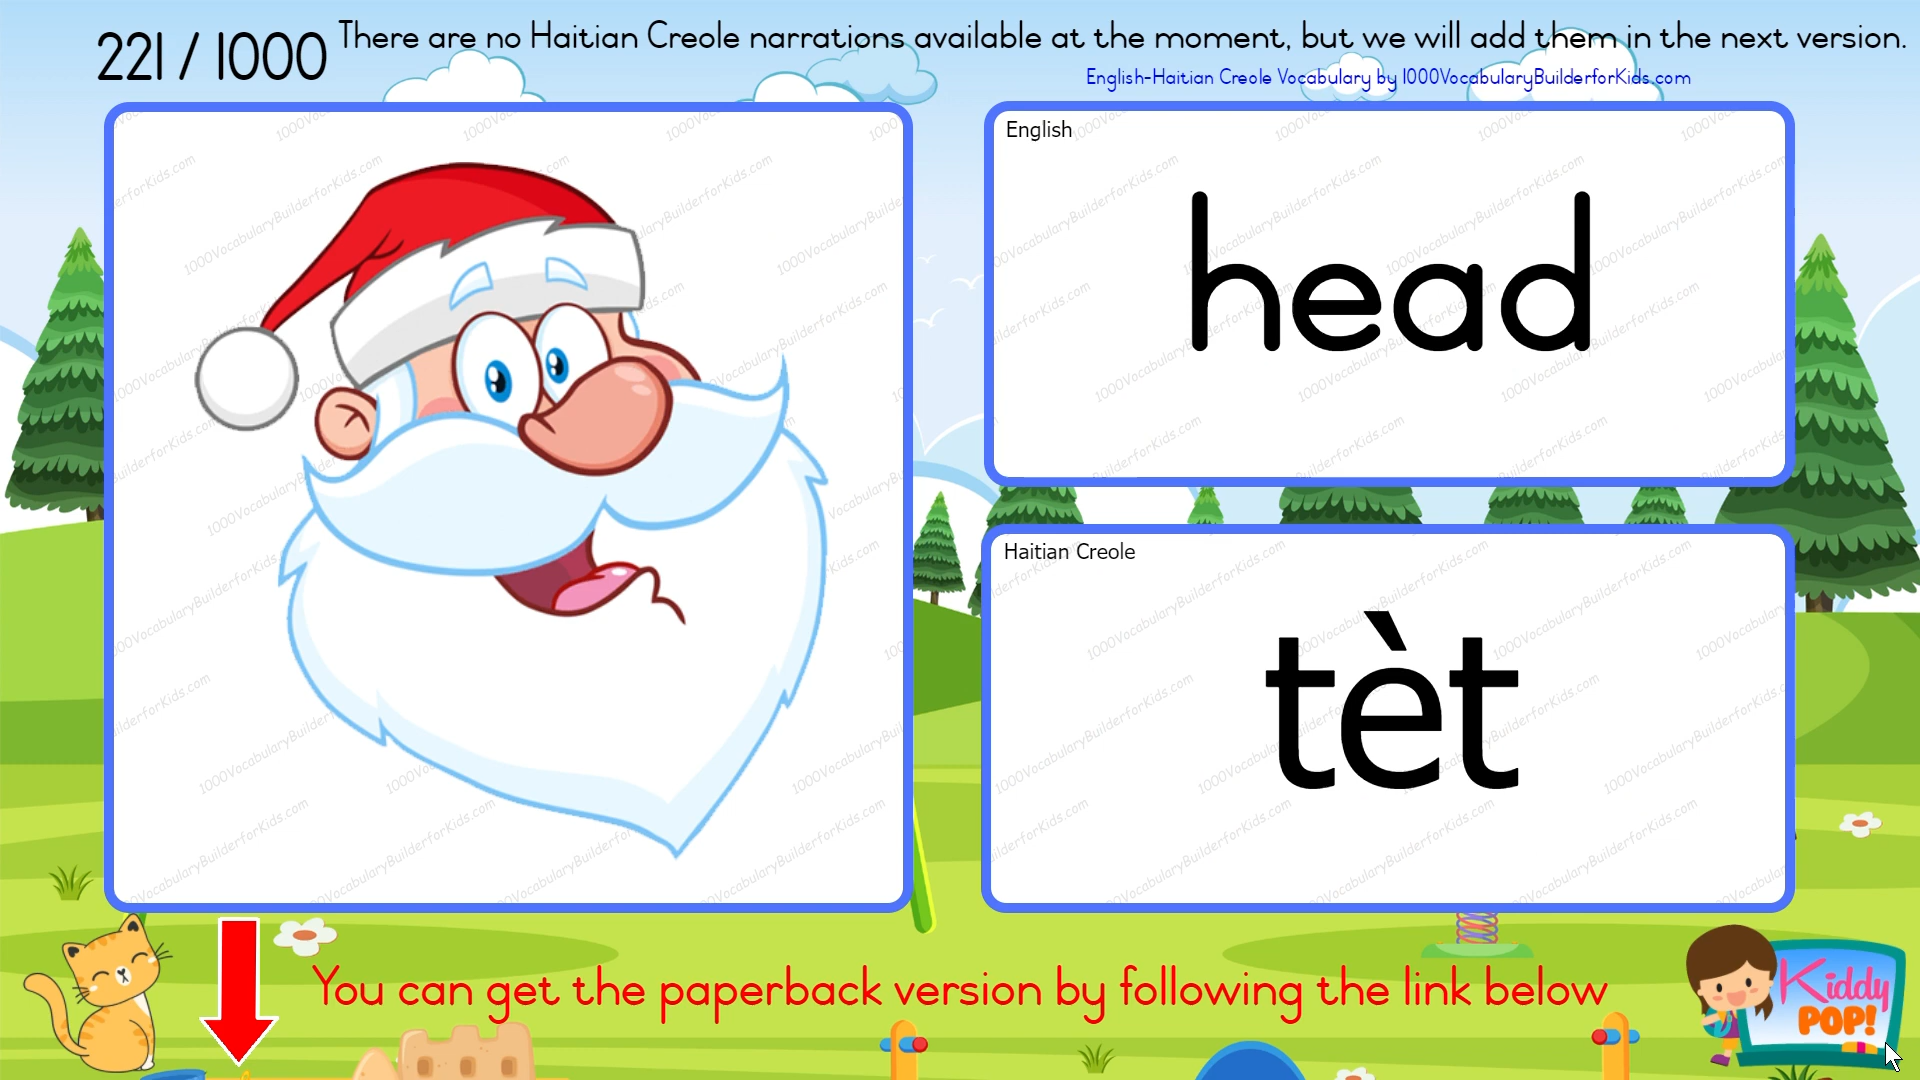 221 / 1000
There are no Haitian Creole narrations available at the moment, but we will add them in the next version.
English-Haitian Creole Vocabulary by 1000VocabularyBuilderforKids.com
English
head
Haitian Creole
tèt
You can get the paperback version by following the link below
Kiddy
POP!
1000VocabularyBuilderforKids.com